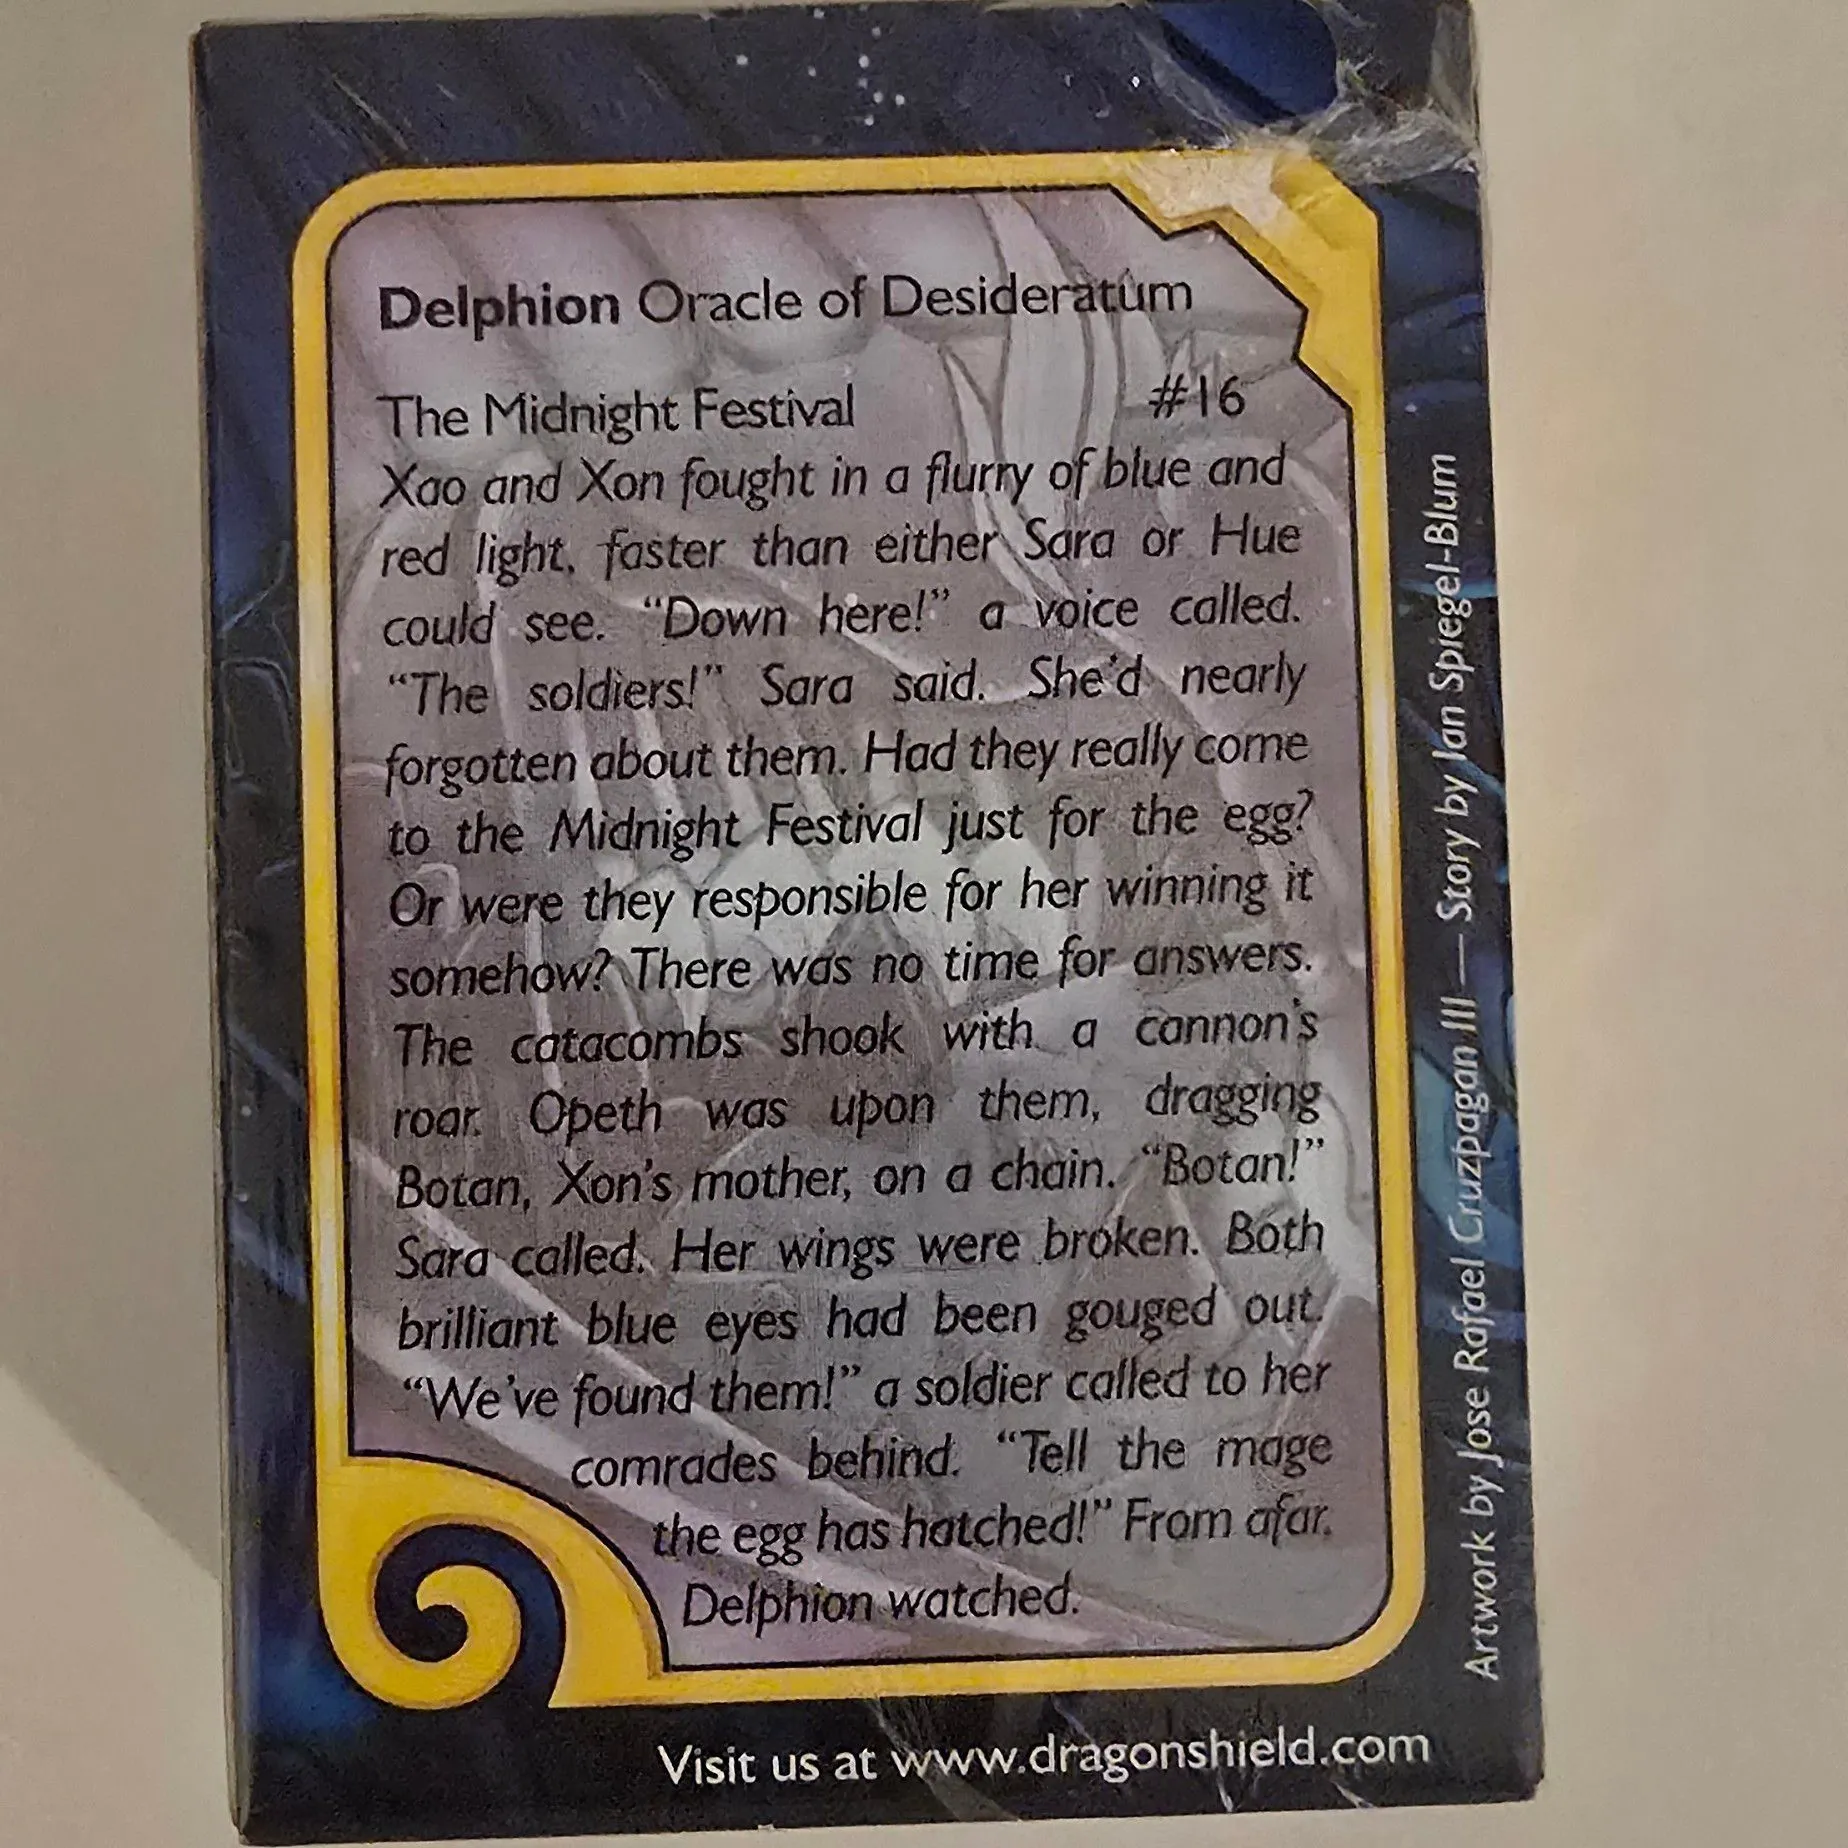 Delphion Oracle of Desideratum
The Midnight Festival #16
Xao and Xon fought in a flurry of blue and
red light, faster than either Sara or Hue
could see. “Down here!” a voice called.
“The soldiers!” Sara said. She’d nearly
forgotten about them. Had they really come
to the Midnight Festival just for the egg?
Or were they responsible for her winning it
somehow? There was no time for answers.
The catacombs shook with a cannon’s
roar. Opeth was upon them, dragging
Botan, Xon’s mother, on a chain. “Botan!”
Sara called. Her wings were broken. Both
brilliant blue eyes had been gouged out.
“We’ve found them!” a soldier called to her
comrades behind. “Tell the mage
the egg has hatched!” From afar,
Delphion watched.
Artwork by Jose Rafael Cruzpagan III — Story by Ian Spiegel-Blum
Visit us at www.dragonshield.com